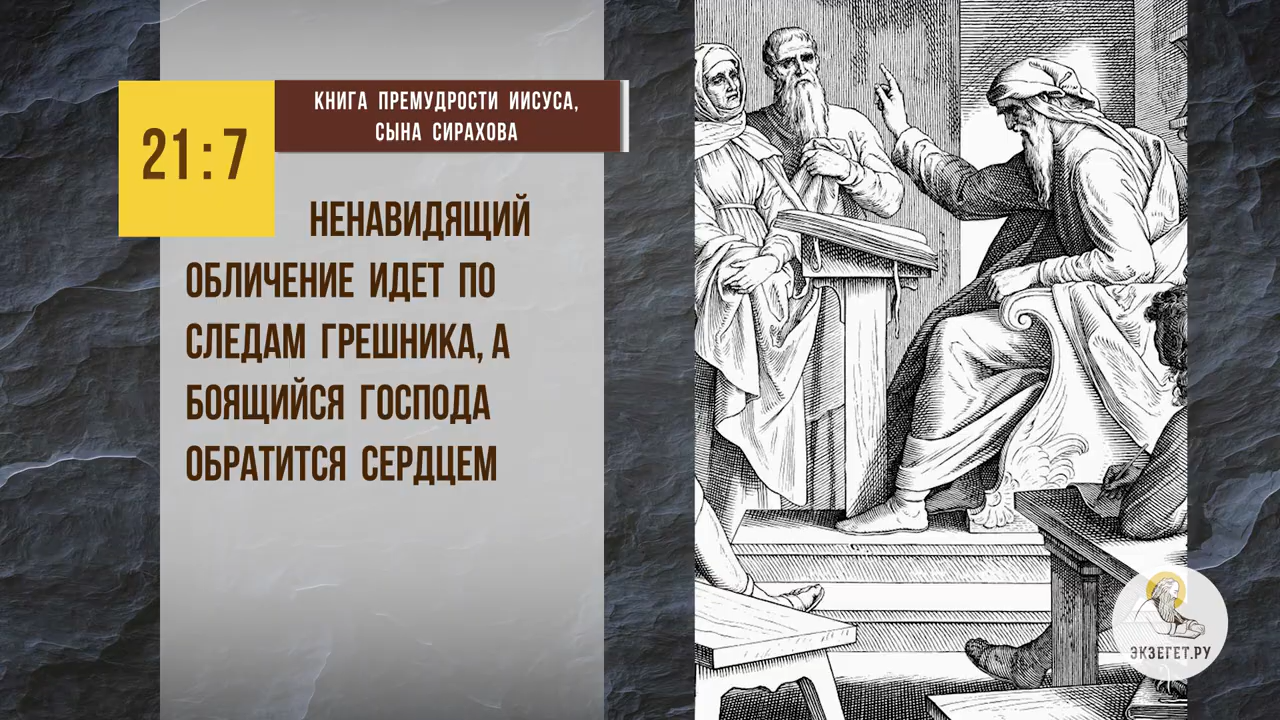 21:7
КНИГА ПРЕМУДРОСТИ ИИСУСА,
СЫНА СИРАХОВА
НЕНАВИДЯЩИЙ
ОБЛИЧЕНИЕ ИДЕТ ПО
СЛЕДАМ ГРЕШНИКА, А
БОЯЩИЙСЯ ГОСПОДА
ОБРАТИТСЯ СЕРДЦЕМ
ЭКЗЕГЕТ.РУ